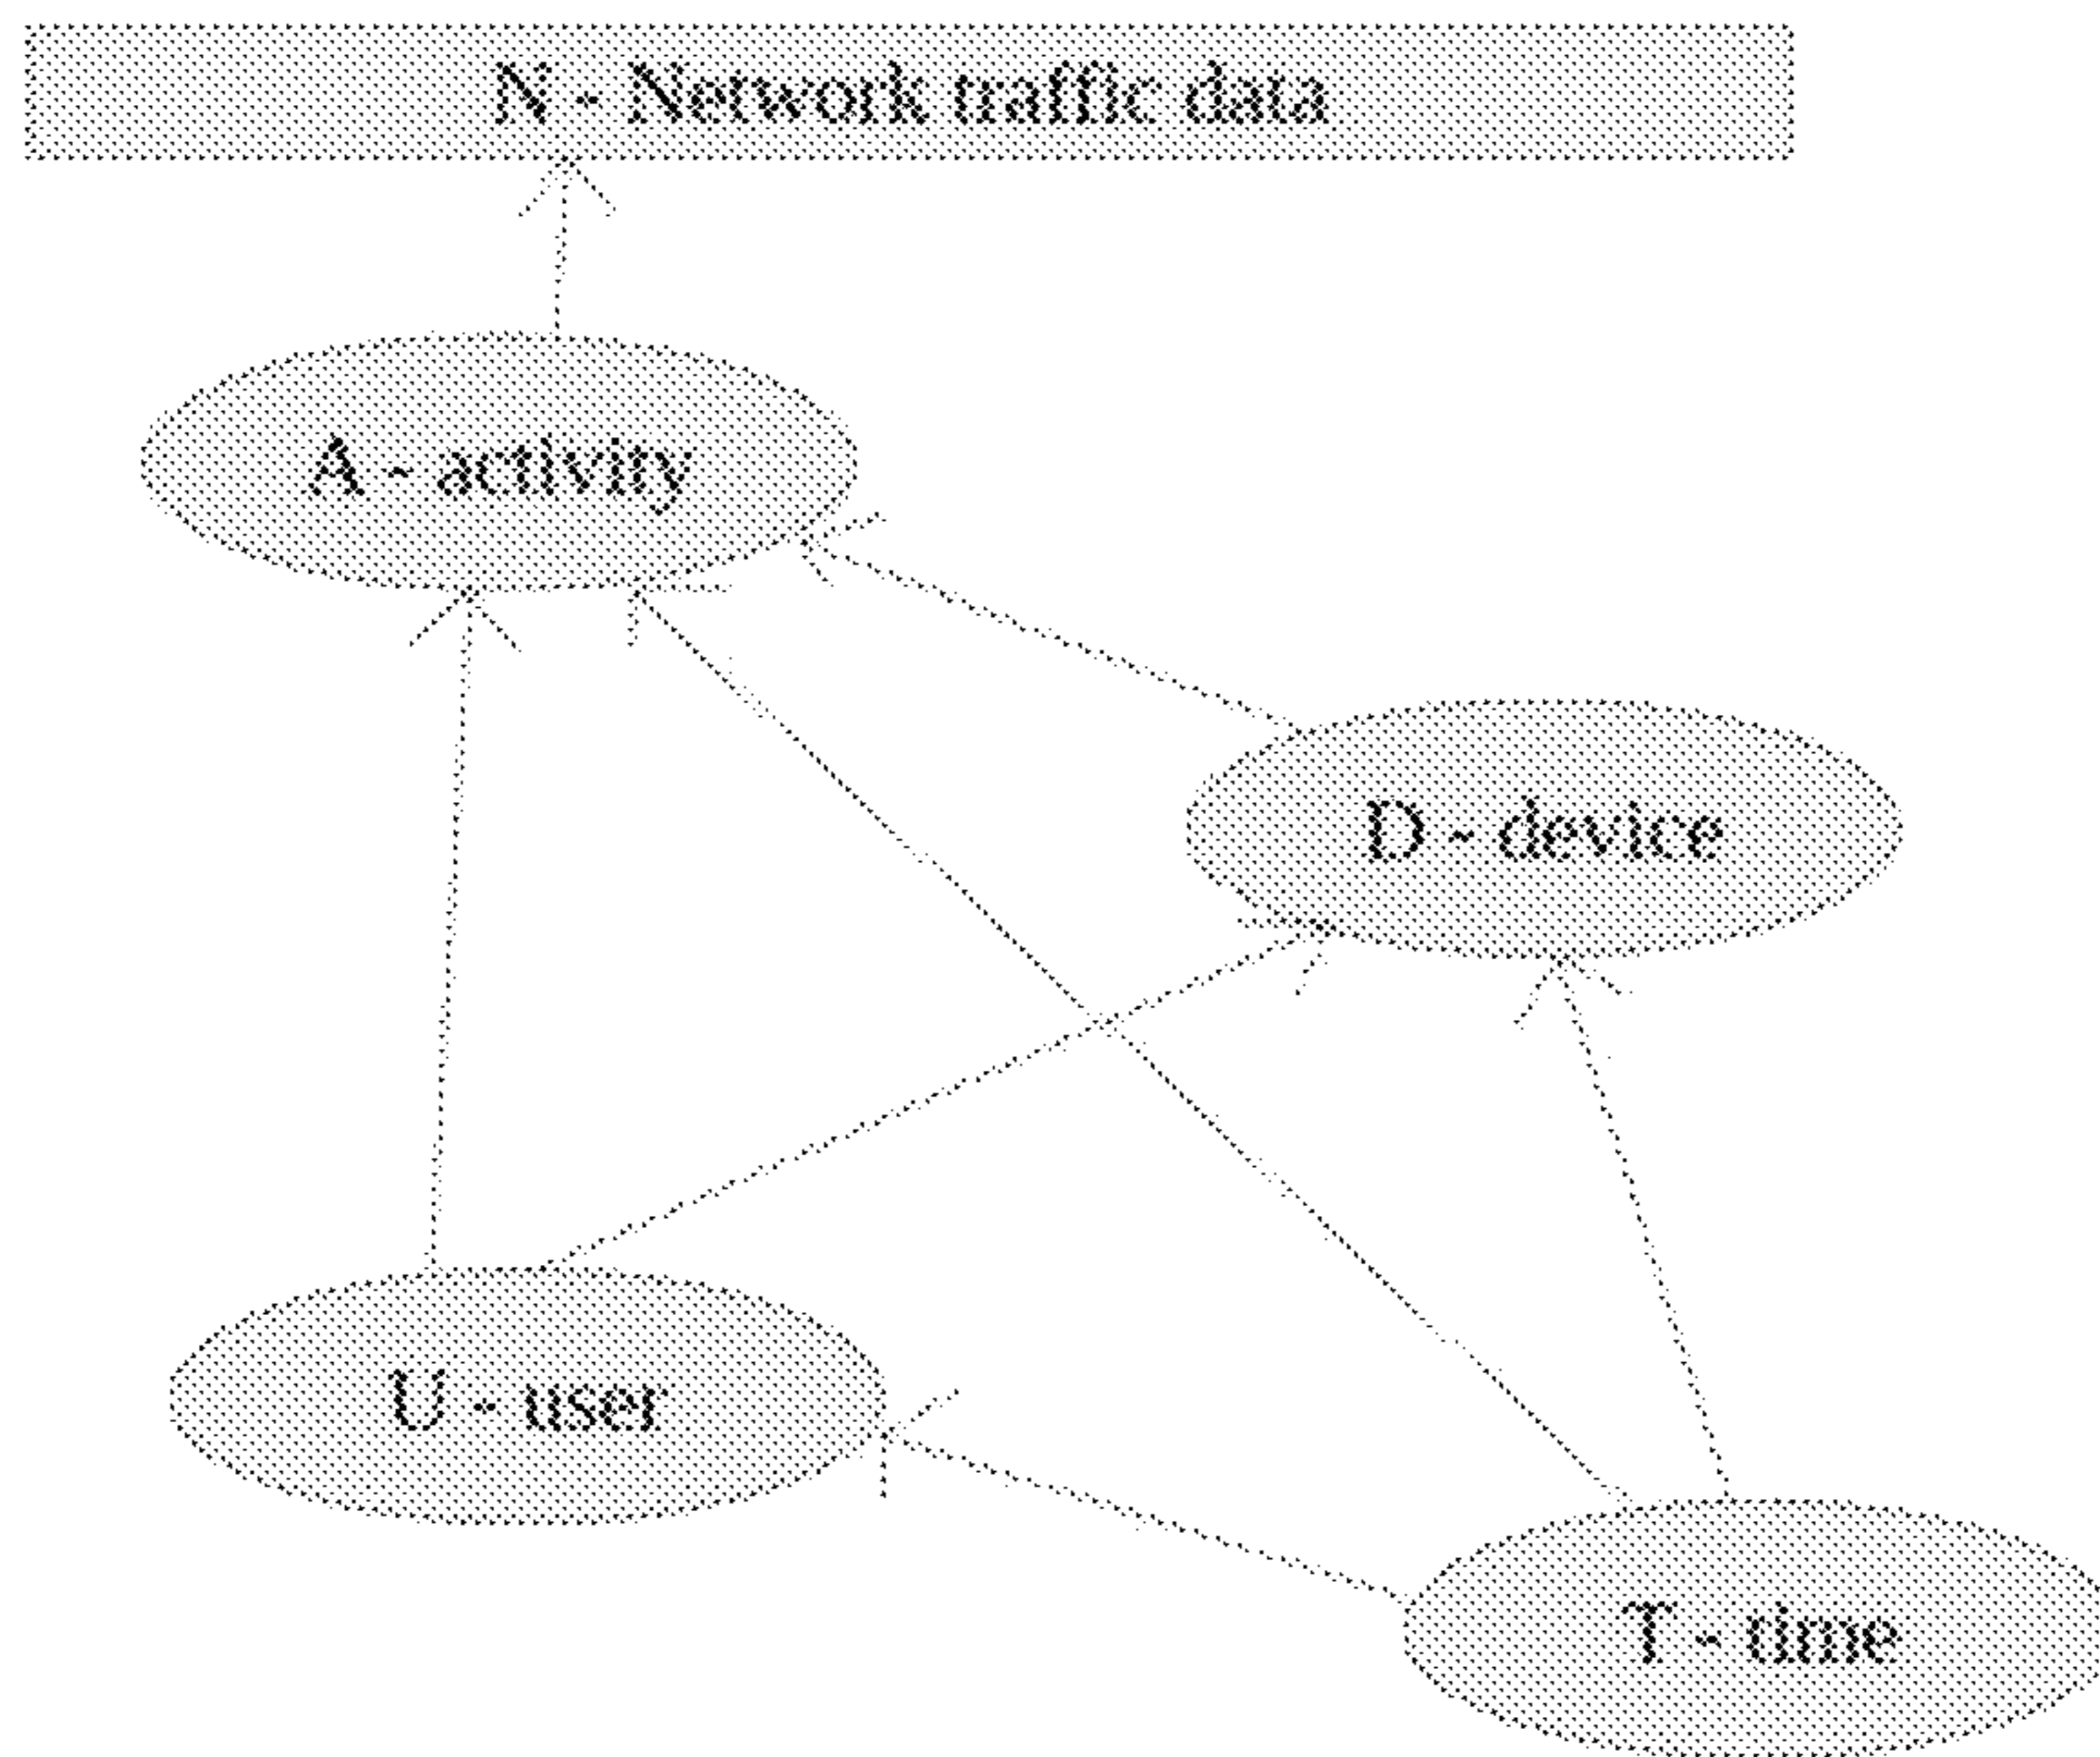 N - Network traffic data
A - activity
D - device
U - user
T - time